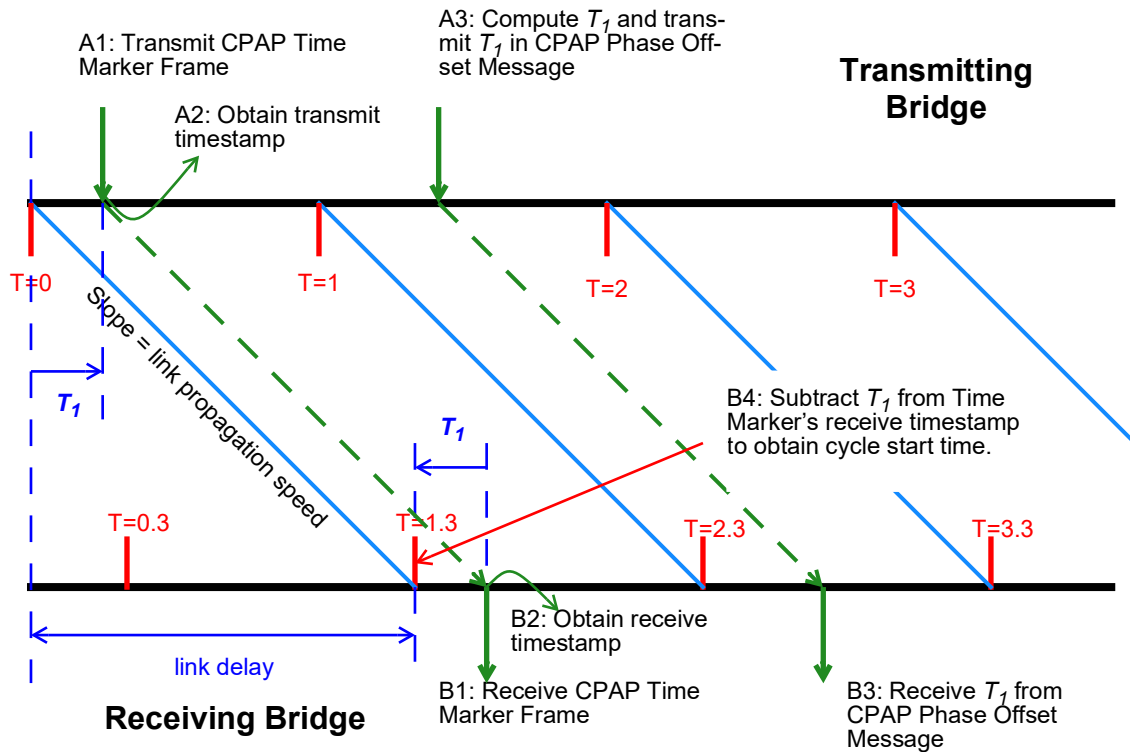 A1: Transmit CPAP Time
Marker Frame
A3: Compute T1 and trans-
mit T1 in CPAP Phase Off-
set Message
Transmitting
Bridge
A2: Obtain transmit
timestamp
T=0
T=1
T=2
T=3
Slope = link propagation speed
T1
T1
B4: Subtract T1 from Time
Marker’s receive timestamp
to obtain cycle start time.
T=0.3
T=1.3
T=2.3
T=3.3
B2: Obtain receive
timestamp
link delay
B1: Receive CPAP Time
Marker Frame
B3: Receive T1 from
CPAP Phase Offset
Message
Receiving Bridge